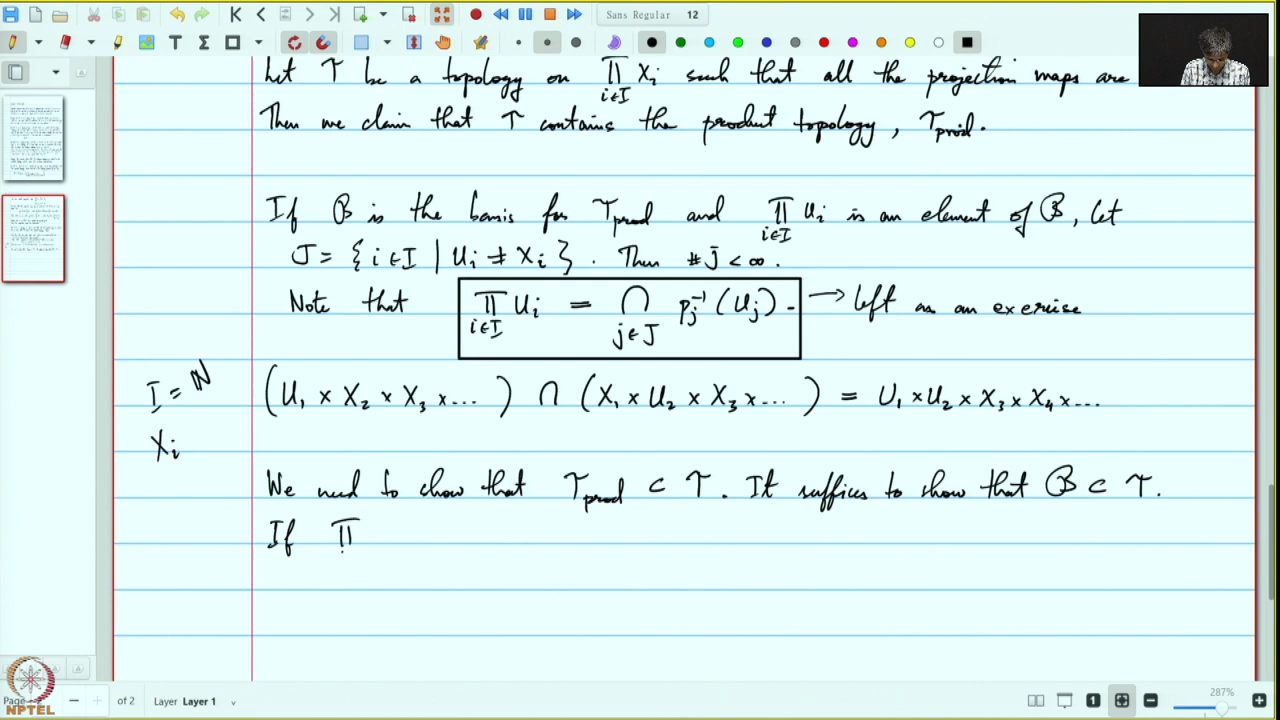 Sans Regular 12
Let τ be a topology on ∏_{i∈I} X_i such that all the projection maps are
Then we claim that τ contains the product topology, τ_prod.
If B is the basis for τ_prod and ∏_{i∈I} U_i is an element of B, let
J = { i∈I | U_i ≠ X_i }. Then #J < ∞.
Note that ∏_{i∈I} U_i = ⋂_{j∈J} p_j^{-1}(U_j). → left as an exercise
I = ℕ (U_1 × X_2 × X_3 × ...) ∩ (X_1 × U_2 × X_3 × ...) = U_1 × U_2 × X_3 × X_4 × ...
X_i
We need to show that τ_prod ⊂ τ. It suffices to show that B ⊂ τ.
If ∏
NPTEL
of 2 Layer Layer 1
287%